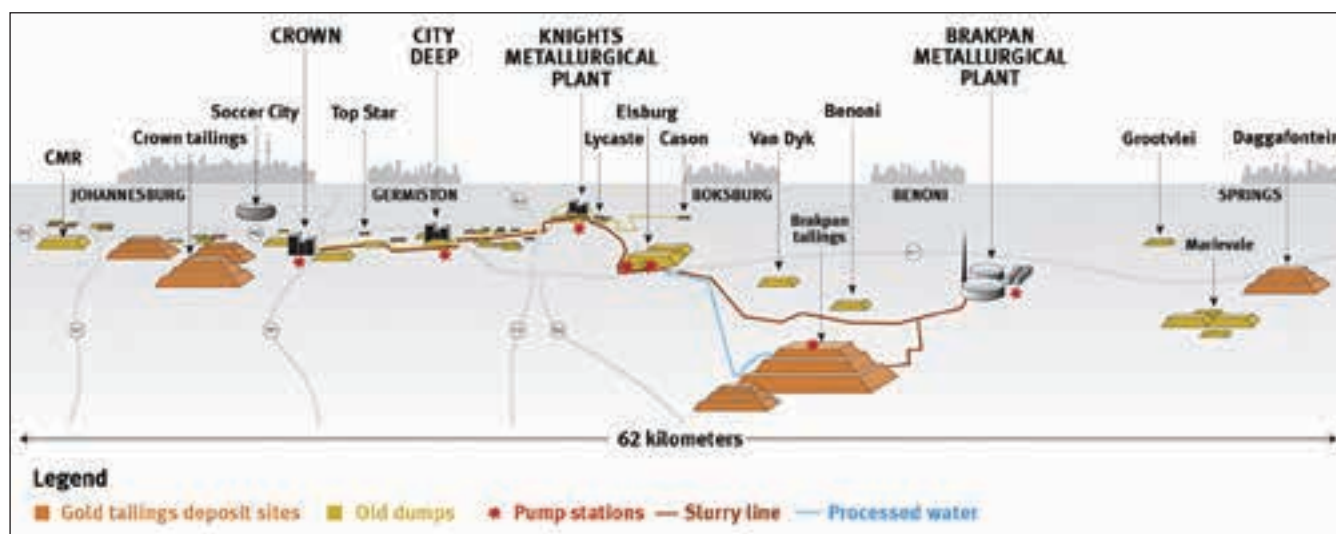 CROWN
CITY
DEEP
KNIGHTS
METALLURGICAL
PLANT
BRAKPAN
METALLURGICAL
PLANT
Soccer City
Top Star
Elsburg
Benoni
Crown tailings
Lycaste
Cason
Van Dyk
Grootvlei
Daggafontein
CMR
JOHANNESBURG
GERMISTON
BOKSBURG
BENONI
SPRINGS
Brakpan
tailings
Marievale
62 kilometers
Legend
Gold tailings deposit sites
Old dumps
Pump stations
Slurry line
Processed water